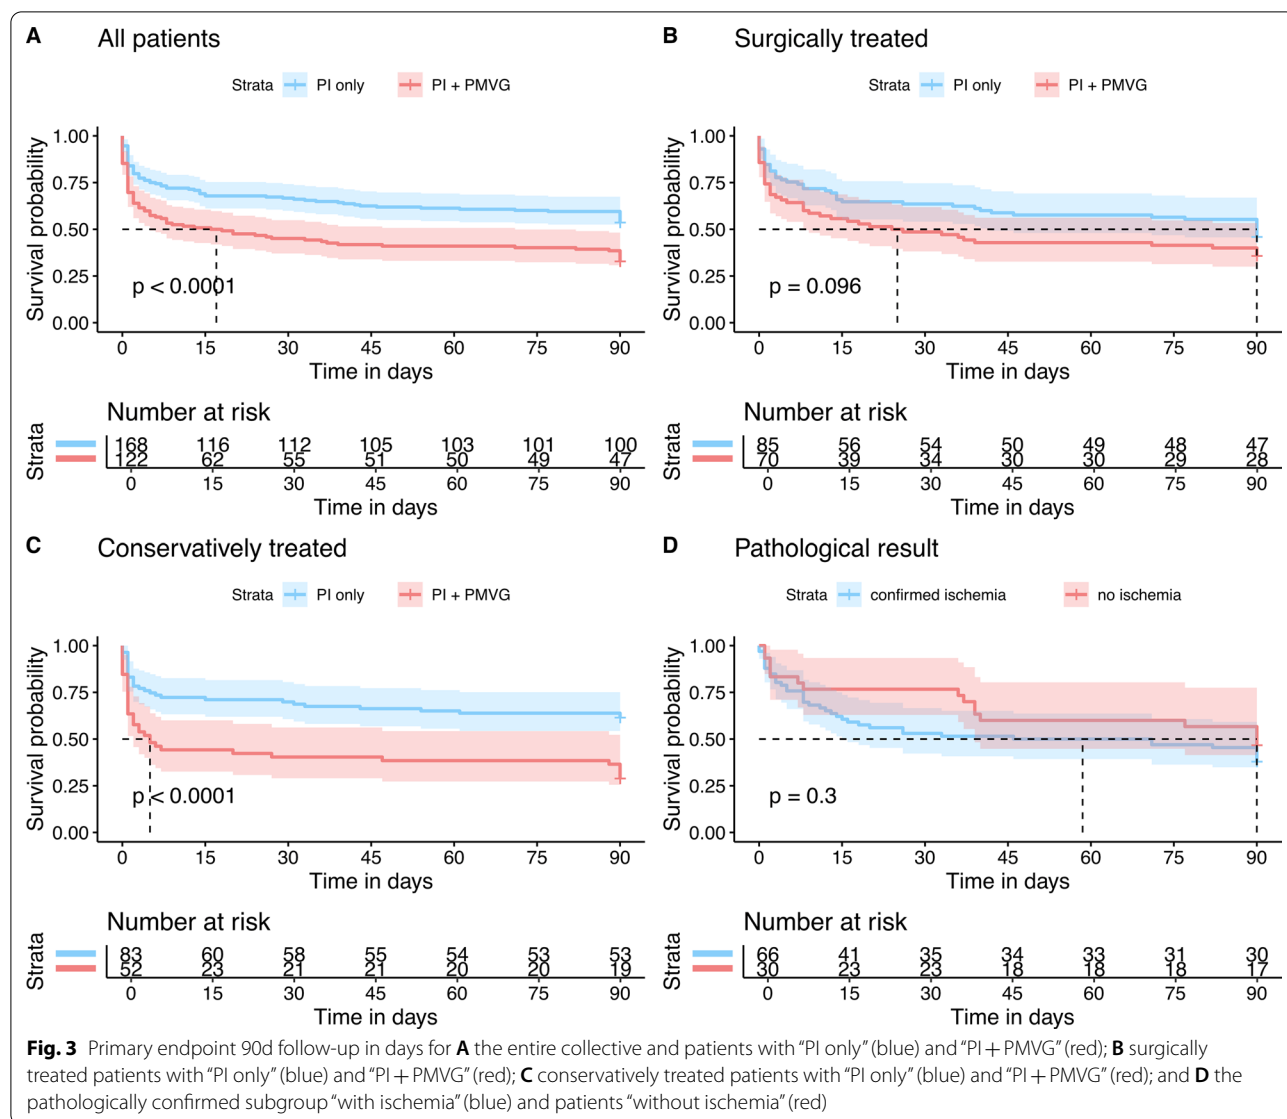 A All patients
Strata PI only PI + PMVG
Survival probability
1.00
0.75
0.50
0.25
0.00
p < 0.0001
0 15 30 45 60 75 90
Time in days
Number at risk
Strata
168 116 112 105 103 101 100
122 62 55 51 50 49 47
0 15 30 45 60 75 90
Time in days
B Surgically treated
Strata PI only PI + PMVG
Survival probability
1.00
0.75
0.50
0.25
0.00
p = 0.096
0 15 30 45 60 75 90
Time in days
Number at risk
Strata
85 56 54 50 49 48 47
70 39 34 30 30 29 28
0 15 30 45 60 75 90
Time in days
C Conservatively treated
Strata PI only PI + PMVG
Survival probability
1.00
0.75
0.50
0.25
0.00
p < 0.0001
0 15 30 45 60 75 90
Time in days
Number at risk
Strata
83 60 58 55 54 53 53
52 23 21 21 20 20 19
0 15 30 45 60 75 90
Time in days
D Pathological result
Strata confirmed ischemia no ischemia
Survival probability
1.00
0.75
0.50
0.25
0.00
p = 0.3
0 15 30 45 60 75 90
Time in days
Number at risk
Strata
66 41 35 34 33 31 30
30 23 23 18 18 18 17
0 15 30 45 60 75 90
Time in days
Fig. 3 Primary endpoint 90d follow-up in days for A the entire collective and patients with “PI only” (blue) and “PI + PMVG” (red); B surgically
treated patients with “PI only” (blue) and “PI + PMVG” (red); C conservatively treated patients with “PI only” (blue) and “PI + PMVG” (red); and D the
pathologically confirmed subgroup “with ischemia” (blue) and patients “without ischemia” (red)